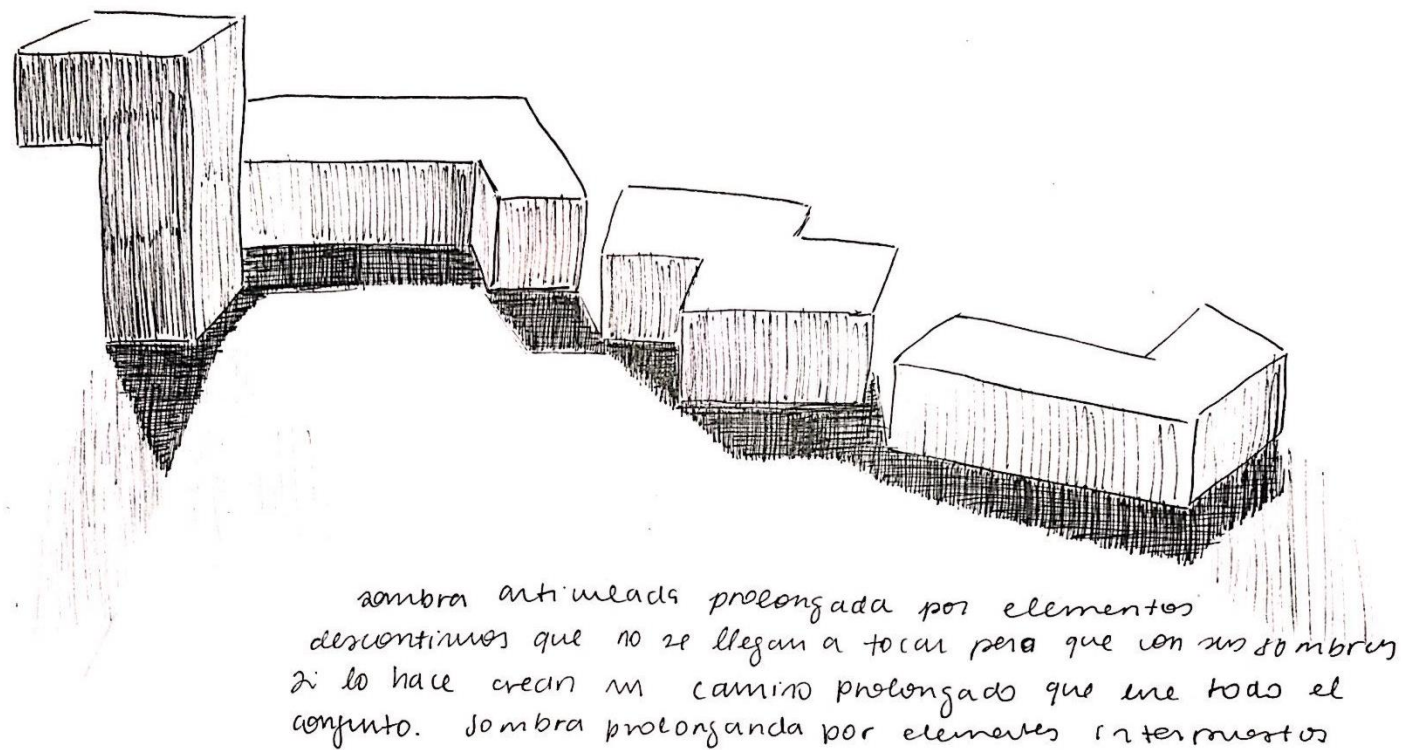 sombra articulada prolongada por elementos
descontinuos que no se llegan a tocar pero que con sus sombras
si lo hace crean un camino prolongado que une todo el
conjunto. Sombra prolonganda por elementos interpuestos